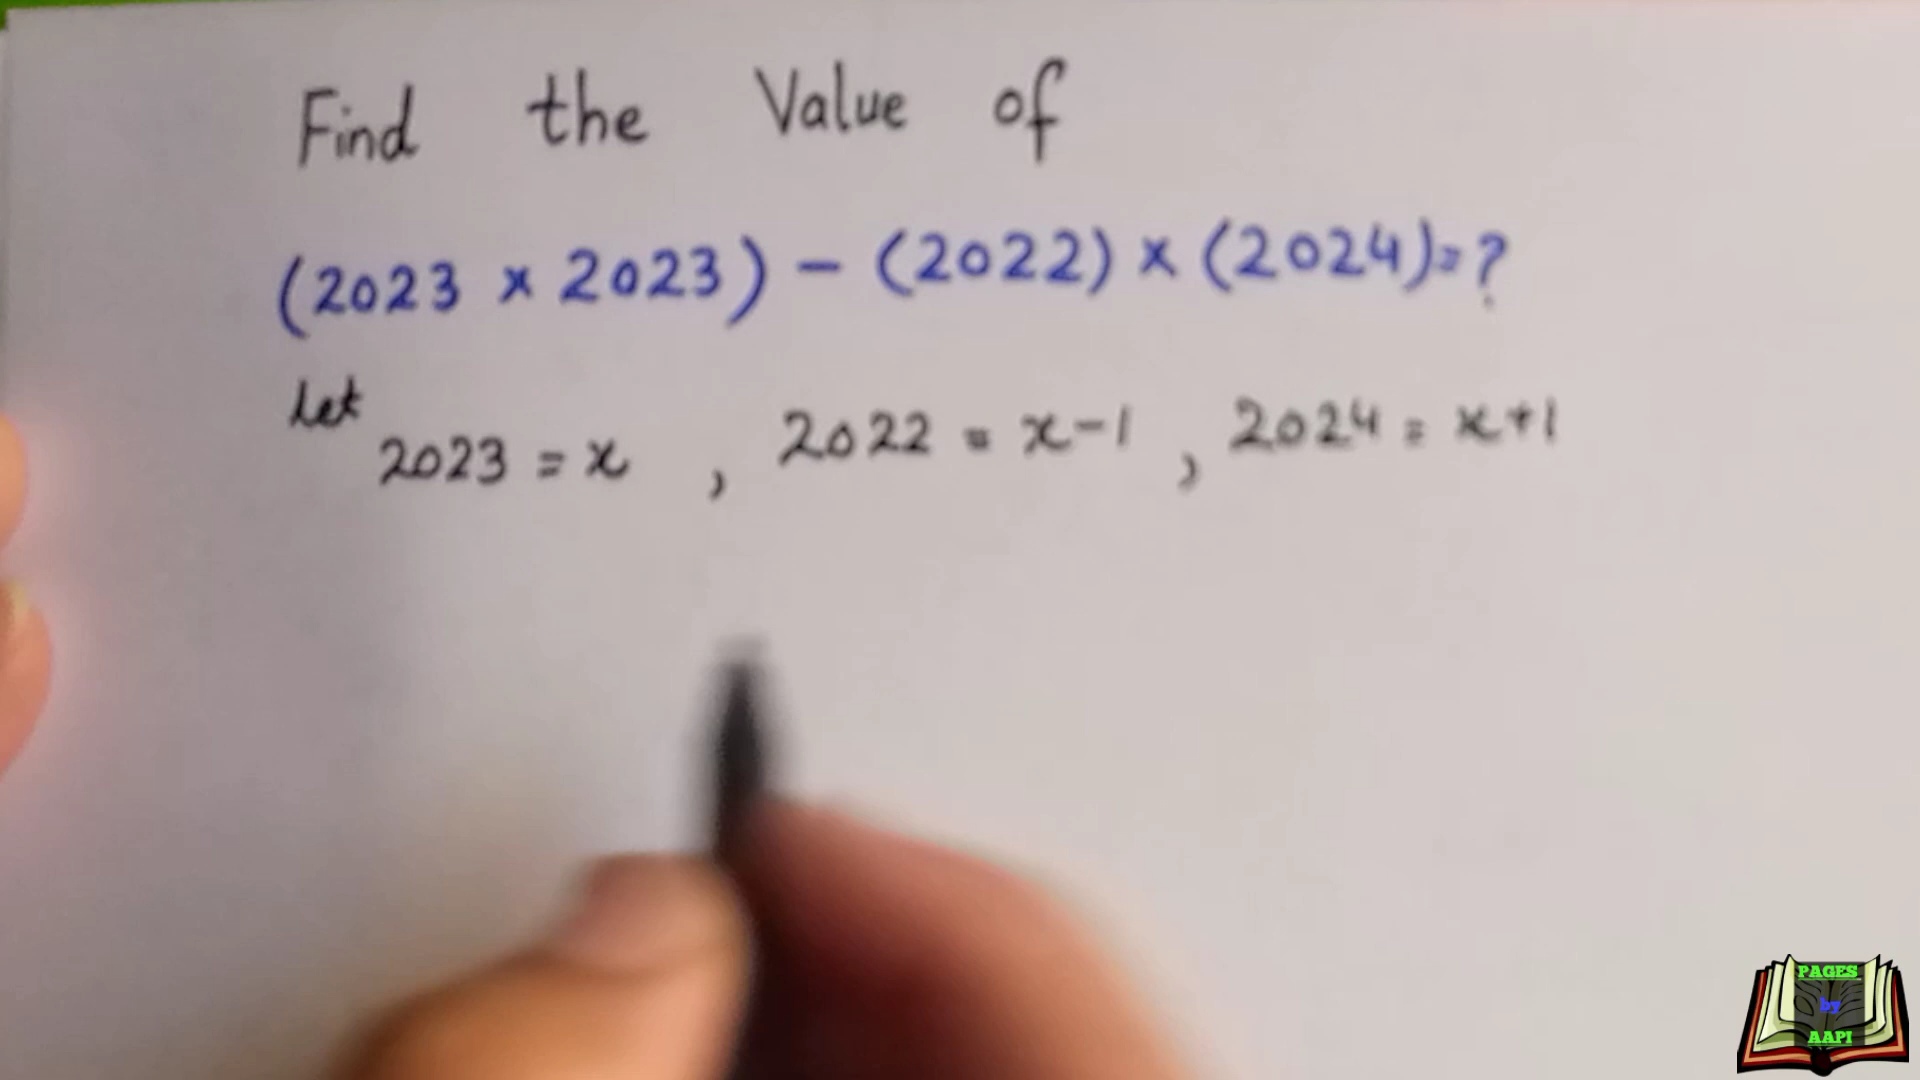 Find the Value of
(2023 x 2023) - (2022) x (2024)=?
Let
2023 = x , 2022 = x-1 , 2024 = x+1
PAGES
by
AAPI